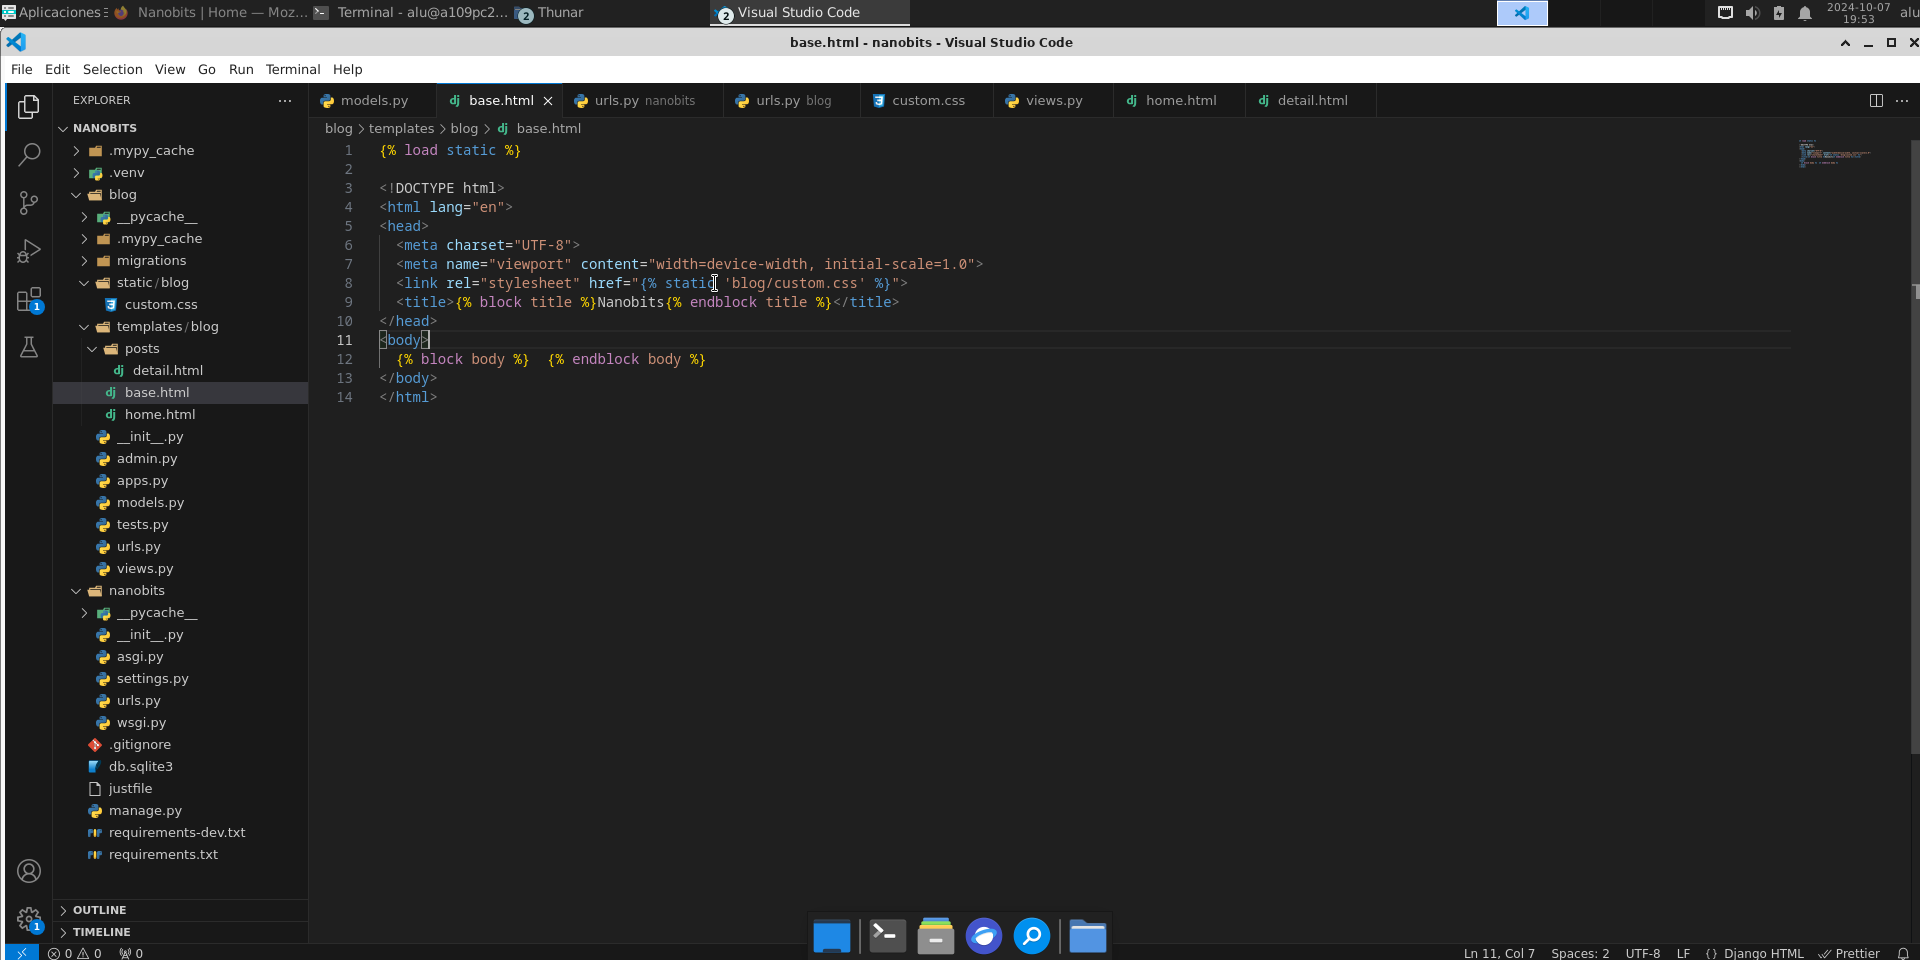 Aplicaciones
Nanobits | Home — Moz...
Terminal - alu@a109pc2...
2 Thunar
2 Visual Studio Code
2024-10-07
19:53
alu
base.html - nanobits - Visual Studio Code
File Edit Selection View Go Run Terminal Help
EXPLORER
models.py base.html urls.py nanobits urls.py blog custom.css views.py home.html detail.html
blog > templates > blog > dj base.html
NANOBITS
.mypy_cache
.venv
blog
__pycache__
.mypy_cache
migrations
static/blog
custom.css
templates/blog
posts
detail.html
base.html
home.html
__init__.py
admin.py
apps.py
models.py
tests.py
urls.py
views.py
nanobits
__pycache__
__init__.py
asgi.py
settings.py
urls.py
wsgi.py
.gitignore
db.sqlite3
justfile
manage.py
requirements-dev.txt
requirements.txt
OUTLINE
TIMELINE
1
1
1 {% load static %}
2
3 <!DOCTYPE html>
4 <html lang="en">
5 <head>
6 <meta charset="UTF-8">
7 <meta name="viewport" content="width=device-width, initial-scale=1.0">
8 <link rel="stylesheet" href="{% static 'blog/custom.css' %}">
9 <title>{% block title %}Nanobits{% endblock title %}</title>
10 </head>
11 <body>
12 {% block body %} {% endblock body %}
13 </body>
14 </html>
0 0 0
Ln 11, Col 7 Spaces: 2 UTF-8 LF {} Django HTML Prettier